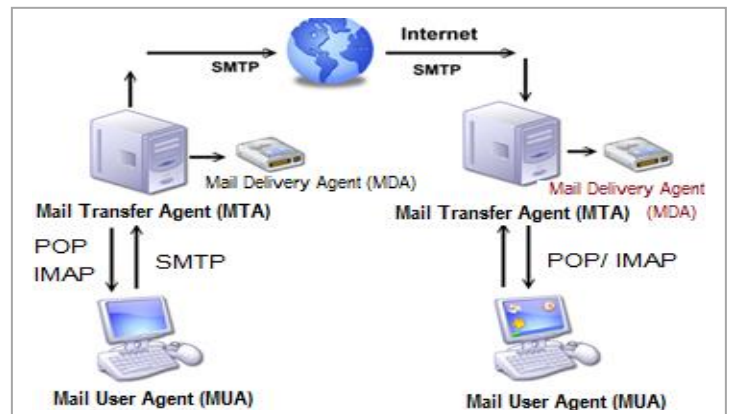 Internet
SMTP
SMTP
Mail Delivery Agent (MDA)
Mail Transfer Agent (MTA)
Mail Delivery Agent
(MDA)
Mail Transfer Agent (MTA)
POP
IMAP
SMTP
POP/ IMAP
Mail User Agent (MUA)
Mail User Agent (MUA)